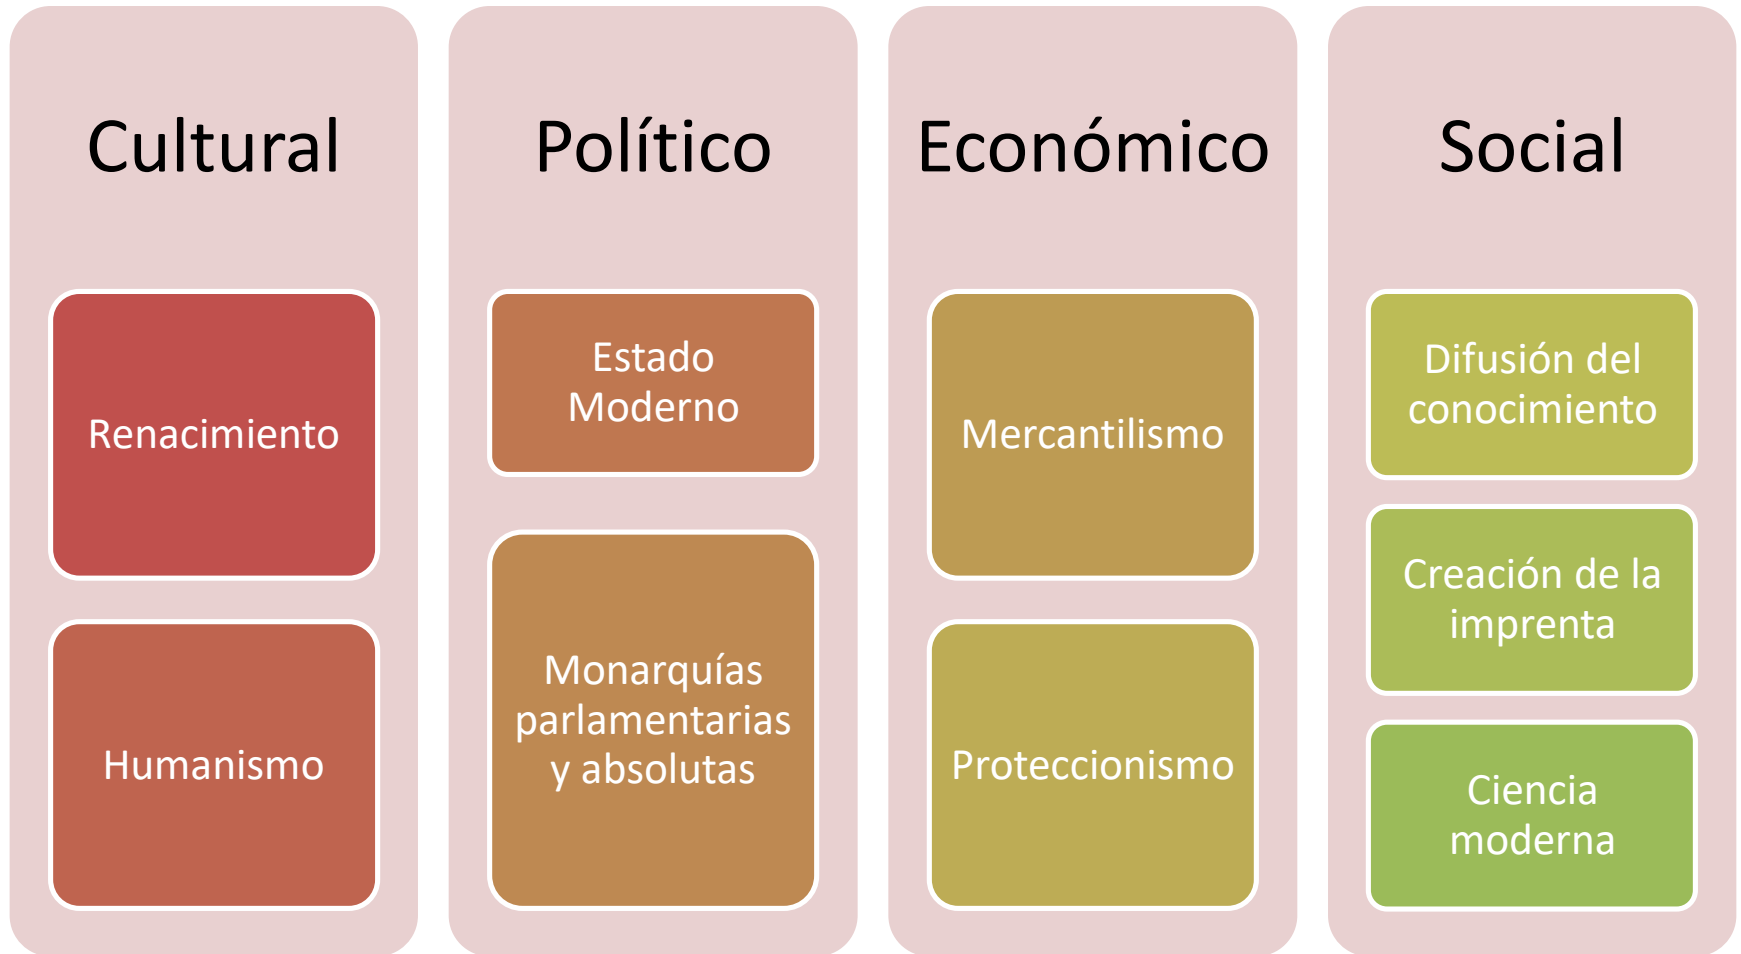 Cultural
Renacimiento
Humanismo
Político
Estado
Moderno
Monarquías
parlamentarias
y absolutas
Económico
Mercantilismo
Proteccionismo
Social
Difusión del
conocimiento
Creación de la
imprenta
Ciencia
moderna